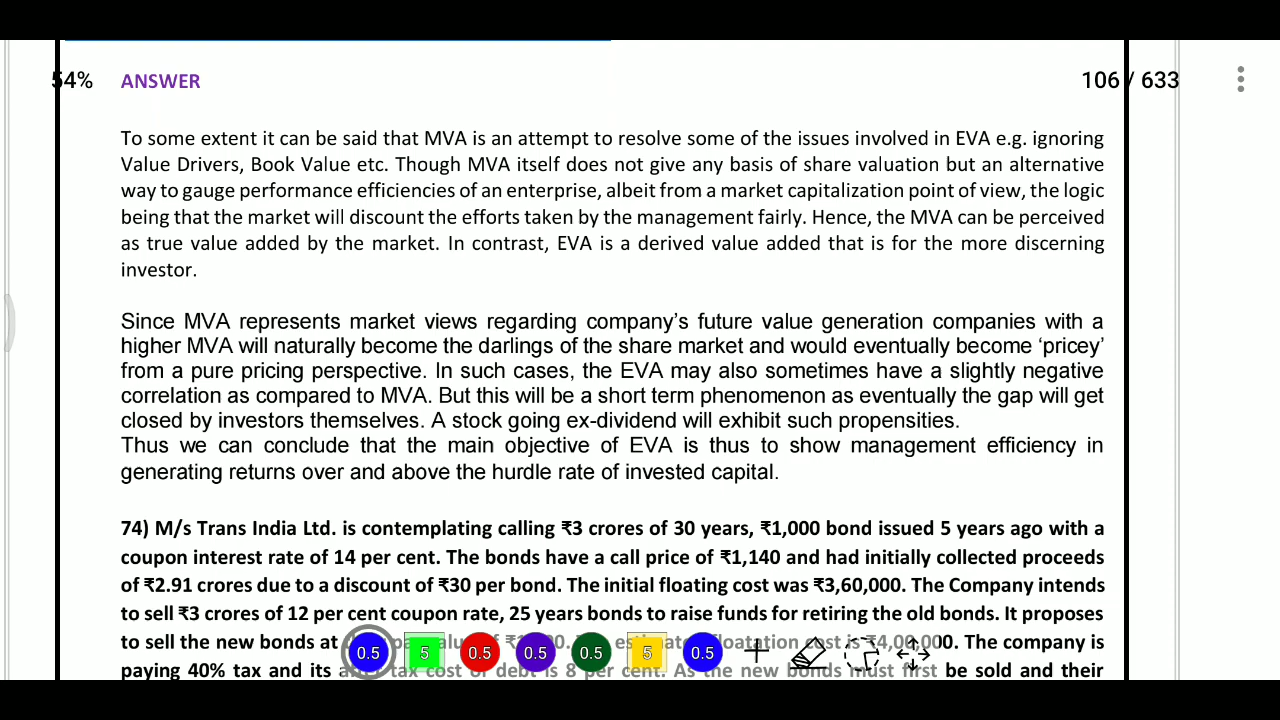 54% ANSWER 106 / 633
To some extent it can be said that MVA is an attempt to resolve some of the issues involved in EVA e.g. ignoring
Value Drivers, Book Value etc. Though MVA itself does not give any basis of share valuation but an alternative
way to gauge performance efficiencies of an enterprise, albeit from a market capitalization point of view, the logic
being that the market will discount the efforts taken by the management fairly. Hence, the MVA can be perceived
as true value added by the market. In contrast, EVA is a derived value added that is for the more discerning
investor.
Since MVA represents market views regarding company’s future value generation companies with a
higher MVA will naturally become the darlings of the share market and would eventually become ‘pricey’
from a pure pricing perspective. In such cases, the EVA may also sometimes have a slightly negative
correlation as compared to MVA. But this will be a short term phenomenon as eventually the gap will get
closed by investors themselves. A stock going ex-dividend will exhibit such propensities.
Thus we can conclude that the main objective of EVA is thus to show management efficiency in
generating returns over and above the hurdle rate of invested capital.
74) M/s Trans India Ltd. is contemplating calling ₹3 crores of 30 years, ₹1,000 bond issued 5 years ago with a
coupon interest rate of 14 per cent. The bonds have a call price of ₹1,140 and had initially collected proceeds
of ₹2.91 crores due to a discount of ₹30 per bond. The initial floating cost was ₹3,60,000. The Company intends
to sell ₹3 crores of 12 per cent coupon rate, 25 years bonds to raise funds for retiring the old bonds. It proposes
to sell the new bonds at floatation cost is ₹4,00,000. The company is
paying 40% tax and its tax cost of debt is 8 per cent. As the new bonds must first be sold and their
0.5 5 0.5 0.5 0.5 5 0.5